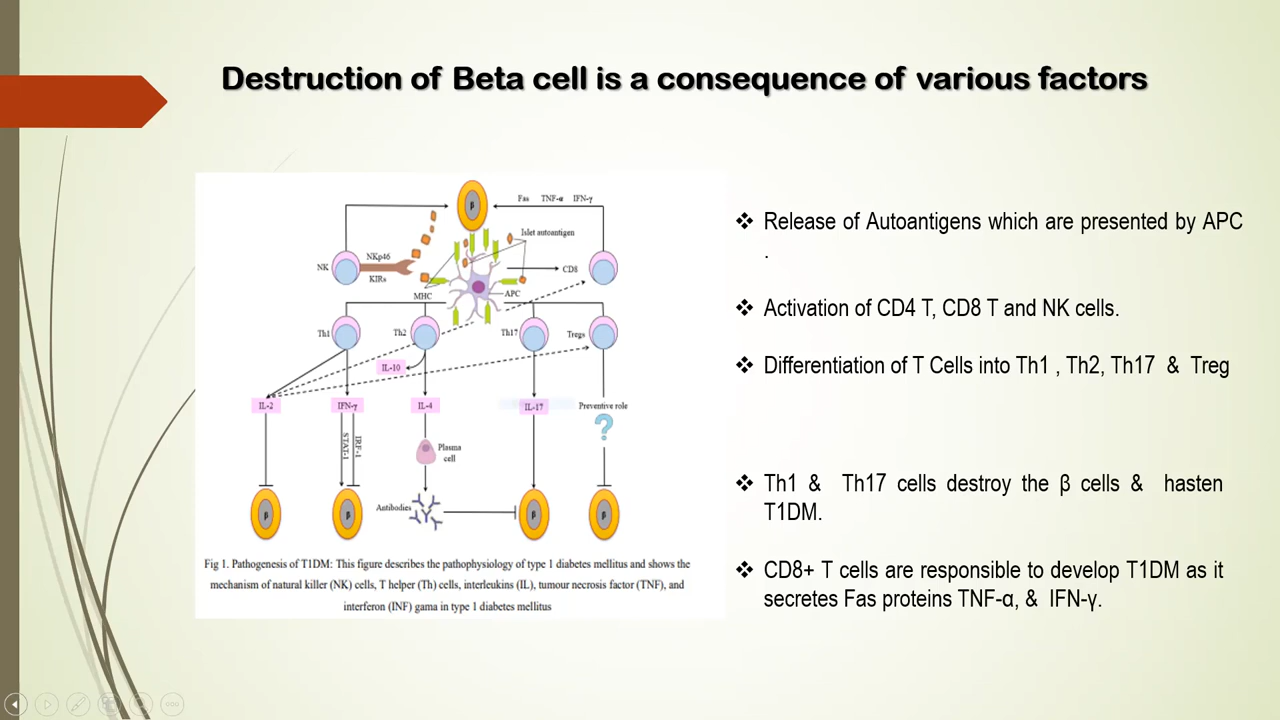 Destruction of Beta cell is a consequence of various factors
β
Fas TNF-α IFN-γ
Islet autoantigen
NKp46
NK
KIRs
CD8
MHC
APC
Th1
Th2
Th17
Tregs
IL-10
IL-2
IFN-γ
IL-4
IL-17
Preventive role
?
STAT-1
IRF-1
Plasma
cell
Antibodies
β
β
β
β
Fig 1. Pathogenesis of T1DM: This figure describes the pathophysiology of type 1 diabetes mellitus and shows the
mechanism of natural killer (NK) cells, T helper (Th) cells, interleukins (IL), tumour necrosis factor (TNF), and
interferon (INF) gama in type 1 diabetes mellitus
❖ Release of Autoantigens which are presented by APC
.
❖ Activation of CD4 T, CD8 T and NK cells.
❖ Differentiation of T Cells into Th1 , Th2, Th17 & Treg
❖ Th1 & Th17 cells destroy the β cells & hasten
T1DM.
❖ CD8+ T cells are responsible to develop T1DM as it
secretes Fas proteins TNF-α, & IFN-γ.